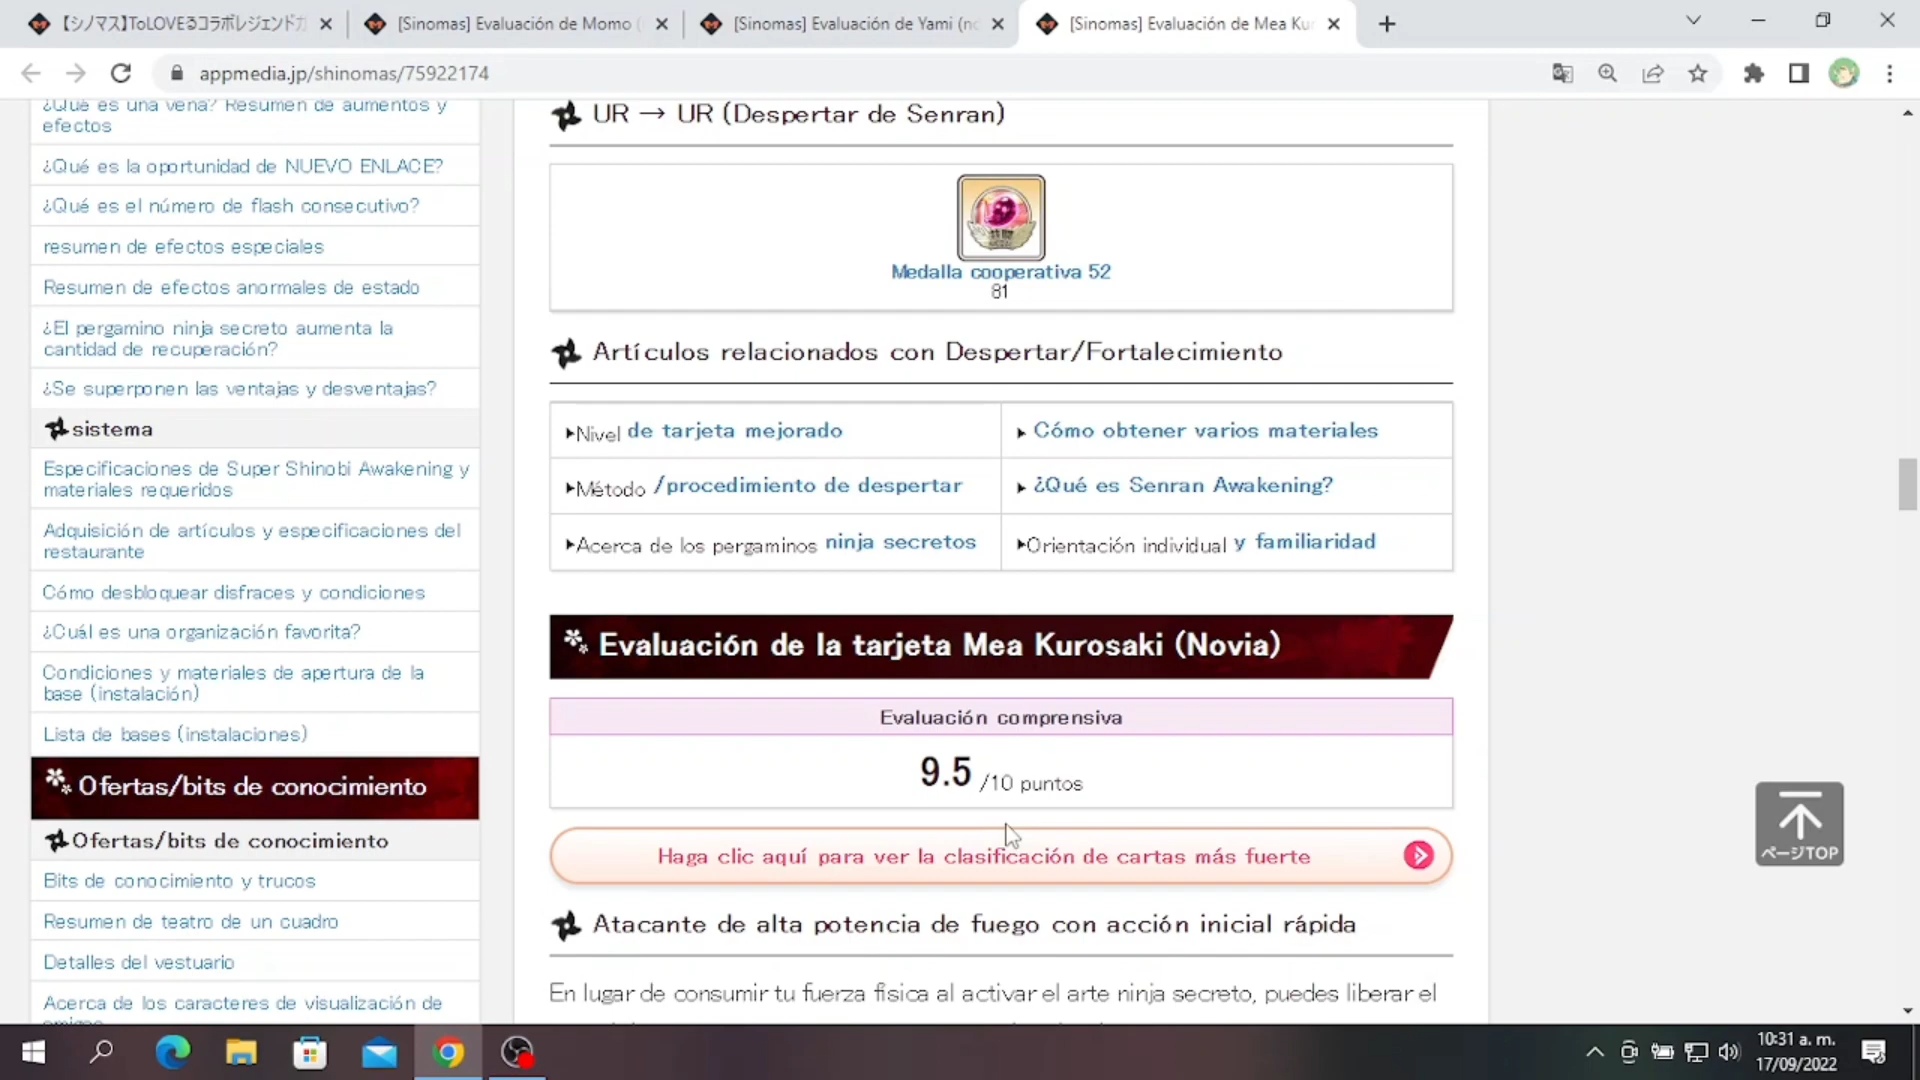 【シノマス】ToLOVEるコラボレジェンドガ
[Sinomas] Evaluación de Momo (
[Sinomas] Evaluación de Yami (no
[Sinomas] Evaluación de Mea Kur
appmedia.jp/shinomas/75922174
¿Qué es una vena? Resumen de aumentos y
efectos
¿Qué es la oportunidad de NUEVO ENLACE?
¿Qué es el número de flash consecutivo?
resumen de efectos especiales
Resumen de efectos anormales de estado
¿El pergamino ninja secreto aumenta la
cantidad de recuperación?
¿Se superponen las ventajas y desventajas?
sistema
Especificaciones de Super Shinobi Awakening y
materiales requeridos
Adquisición de artículos y especificaciones del
restaurante
Cómo desbloquear disfraces y condiciones
¿Cuál es una organización favorita?
Condiciones y materiales de apertura de la
base (instalación)
Lista de bases (instalaciones)
Ofertas/bits de conocimiento
Ofertas/bits de conocimiento
Bits de conocimiento y trucos
Resumen de teatro de un cuadro
Detalles del vestuario
Acerca de los caracteres de visualización de
UR → UR (Despertar de Senran)
Medalla cooperativa 52
81
Artículos relacionados con Despertar/Fortalecimiento
▶Nivel de tarjeta mejorado
▶ Cómo obtener varios materiales
▶Método /procedimiento de despertar
▶ ¿Qué es Senran Awakening?
▶Acerca de los pergaminos ninja secretos
▶Orientación individual y familiaridad
Evaluación de la tarjeta Mea Kurosaki (Novia)
Evaluación comprensiva
9.5 /10 puntos
Haga clic aquí para ver la clasificación de cartas más fuerte
Atacante de alta potencia de fuego con acción inicial rápida
En lugar de consumir tu fuerza física al activar el arte ninja secreto, puedes liberar el
ページTOP
10:31 a. m.
17/09/2022